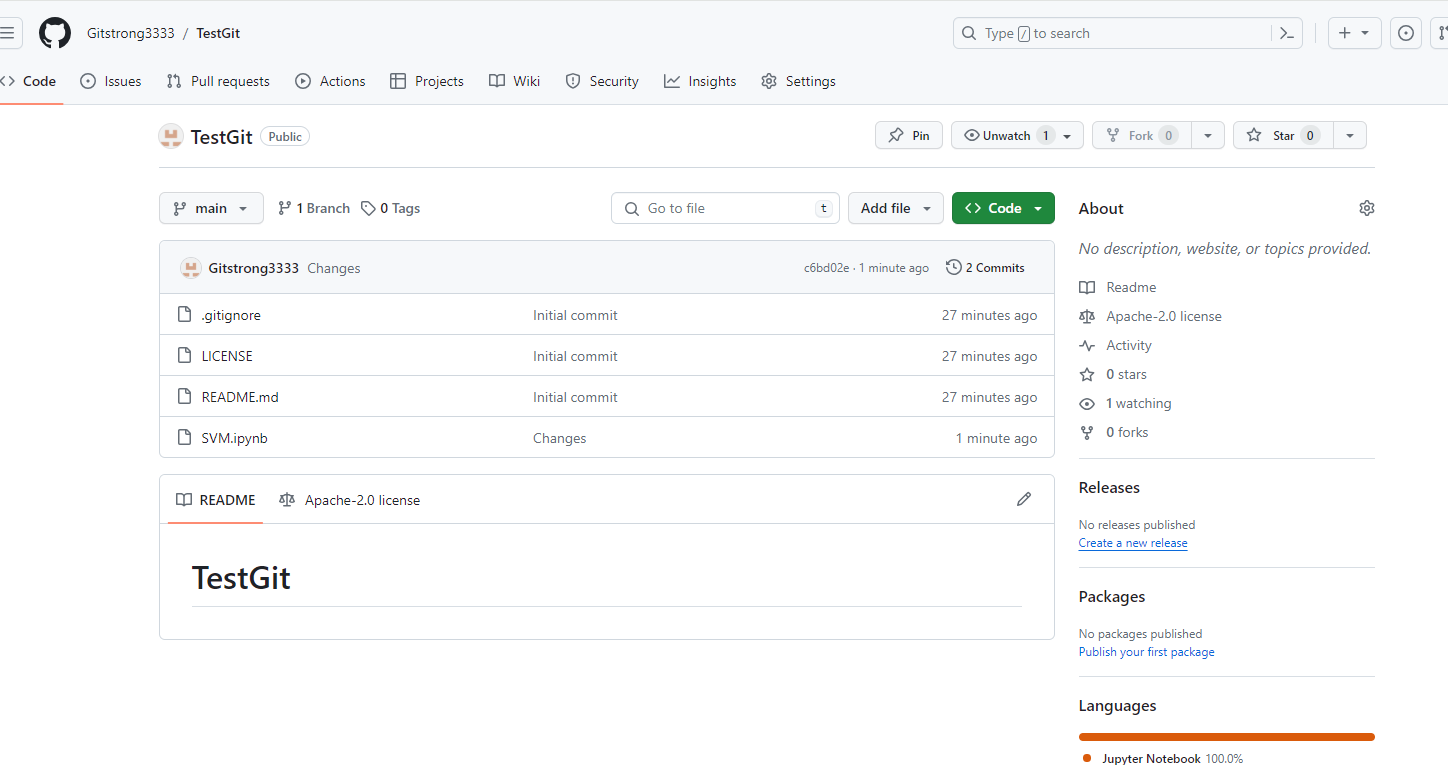 Gitstrong3333 / TestGit
Type / to search
Code Issues Pull requests Actions Projects Wiki Security Insights Settings
TestGit Public
Pin Unwatch 1 Fork 0 Star 0
main 1 Branch 0 Tags Go to file t Add file Code
Gitstrong3333 Changes c6bd02e · 1 minute ago 2 Commits
.gitignore Initial commit 27 minutes ago
LICENSE Initial commit 27 minutes ago
README.md Initial commit 27 minutes ago
SVM.ipynb Changes 1 minute ago
README Apache-2.0 license
TestGit
About
No description, website, or topics provided.
Readme
Apache-2.0 license
Activity
0 stars
1 watching
0 forks
Releases
No releases published
Create a new release
Packages
No packages published
Publish your first package
Languages
Jupyter Notebook 100.0%